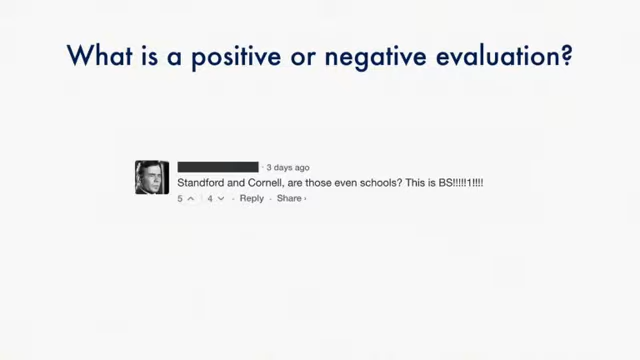 What is a positive or negative evaluation?
· 3 days ago
Standford and Cornell, are those even schools? This is BS!!!!!1!!!!
5 | 4 · Reply · Share ›